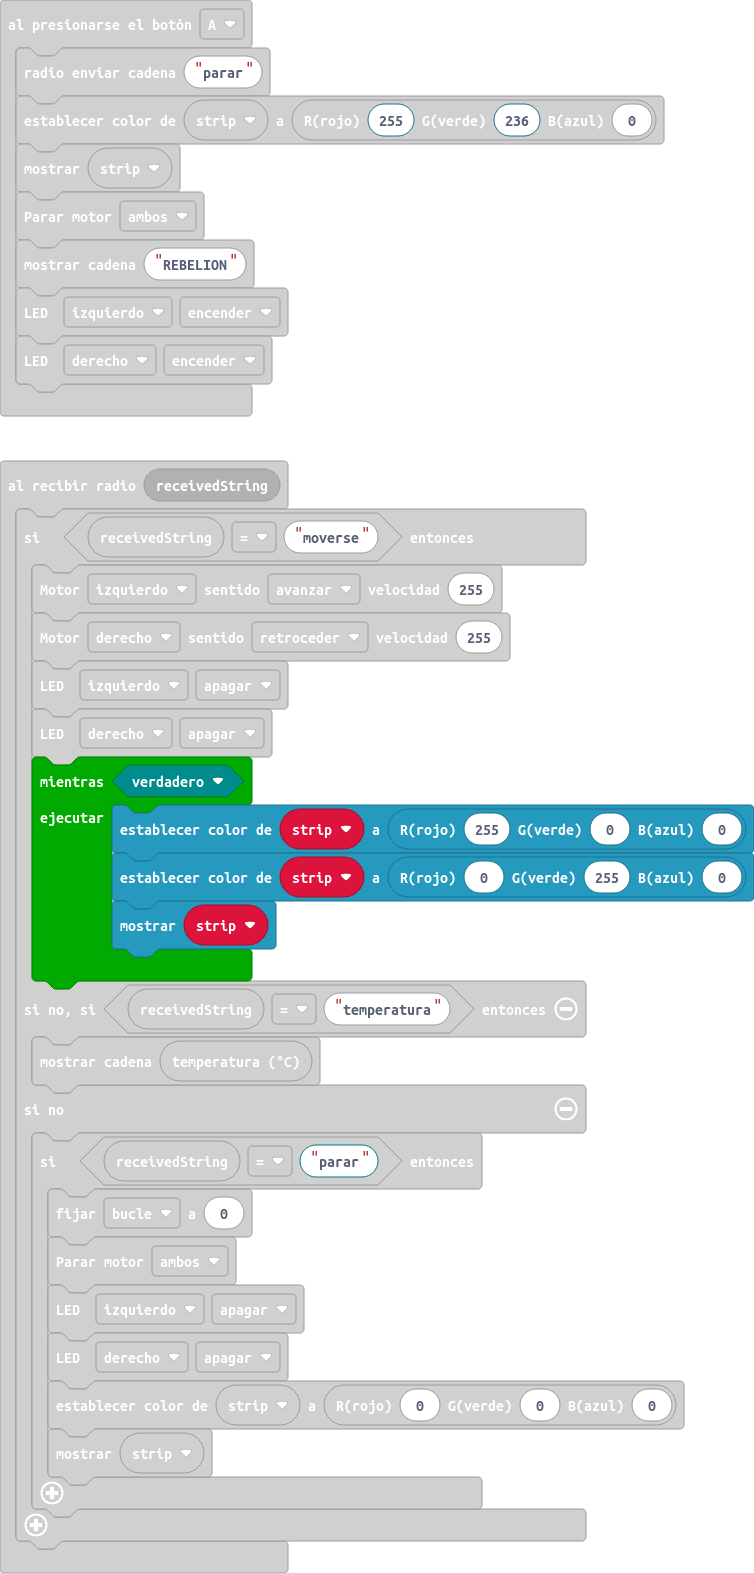 al presionarse el botón A
radio enviar cadena "parar"
establecer color de strip a R(rojo) 255 G(verde) 236 B(azul) 0
mostrar strip
Parar motor ambos
mostrar cadena "REBELION"
LED izquierdo encender
LED derecho encender
al recibir radio receivedString
si receivedString = "moverse" entonces
Motor izquierdo sentido avanzar velocidad 255
Motor derecho sentido retroceder velocidad 255
LED izquierdo apagar
LED derecho apagar
mientras verdadero
ejecutar
establecer color de strip a R(rojo) 255 G(verde) 0 B(azul) 0
establecer color de strip a R(rojo) 0 G(verde) 255 B(azul) 0
mostrar strip
si no, si receivedString = "temperatura" entonces
mostrar cadena temperatura (°C)
si no
si receivedString = "parar" entonces
fijar bucle a 0
Parar motor ambos
LED izquierdo apagar
LED derecho apagar
establecer color de strip a R(rojo) 0 G(verde) 0 B(azul) 0
mostrar strip